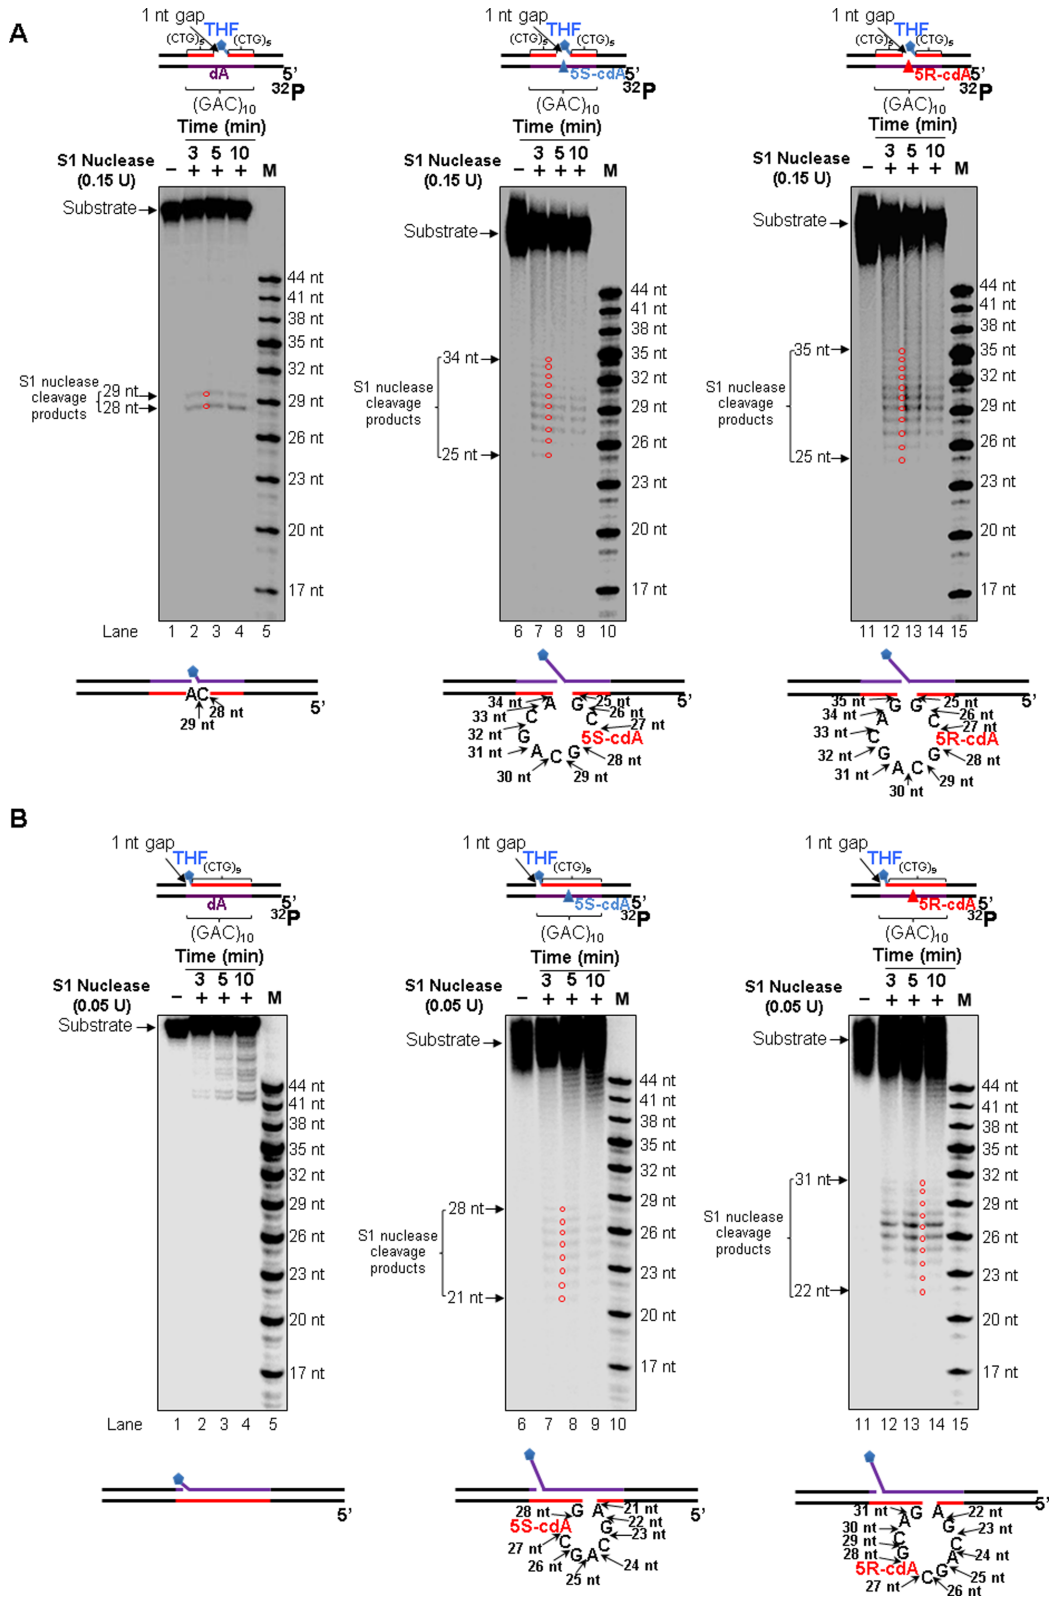 A
1 nt gap
THF
(CTG)5 (CTG)5
dA
5’
32P
(GAC)10
Time (min)
3 5 10
S1 Nuclease
(0.15 U)
− + + + M
Substrate
44 nt
41 nt
38 nt
35 nt
32 nt
29 nt
26 nt
23 nt
20 nt
17 nt
S1 nuclease
cleavage
products
29 nt
28 nt
Lane 1 2 3 4 5
AC
28 nt
29 nt
5’
1 nt gap
THF
(CTG)5 (CTG)5
5S-cdA
5’
32P
(GAC)10
Time (min)
3 5 10
S1 Nuclease
(0.15 U)
− + + + M
Substrate
44 nt
41 nt
38 nt
35 nt
32 nt
29 nt
26 nt
23 nt
20 nt
17 nt
34 nt
S1 nuclease
cleavage
products
25 nt
6 7 8 9 10
34 nt A G 25 nt
33 nt C C 26 nt
27 nt
32 nt G 5S-cdA
5’
31 nt A C G 28 nt
30 nt 29 nt
1 nt gap
THF
(CTG)5 (CTG)5
5R-cdA
5’
32P
(GAC)10
Time (min)
3 5 10
S1 Nuclease
(0.15 U)
− + + + M
Substrate
44 nt
41 nt
38 nt
35 nt
32 nt
29 nt
26 nt
23 nt
20 nt
17 nt
35 nt
S1 nuclease
cleavage
products
25 nt
11 12 13 14 15
35 nt G G 25 nt
34 nt A C 26 nt
27 nt
33 nt C 5R-cdA
5’
32 nt G G 28 nt
31 nt A C 29 nt
30 nt
B
1 nt gap
THF
(CTG)9
dA
5’
32P
(GAC)10
Time (min)
3 5 10
S1 Nuclease
(0.05 U)
− + + + M
Substrate
44 nt
41 nt
38 nt
35 nt
32 nt
29 nt
26 nt
23 nt
20 nt
17 nt
Lane 1 2 3 4 5
5’
1 nt gap
THF
(CTG)9
5S-cdA
5’
32P
(GAC)10
Time (min)
3 5 10
S1 Nuclease
(0.05 U)
− + + + M
Substrate
44 nt
41 nt
38 nt
35 nt
32 nt
29 nt
26 nt
23 nt
20 nt
17 nt
28 nt
S1 nuclease
cleavage
products
21 nt
6 7 8 9 10
5’
28 nt G A 21 nt
22 nt
5S-cdA G 23 nt
27 nt C C
26 nt G A 24 nt
25 nt
1 nt gap
THF
(CTG)9
5R-cdA
5’
32P
(GAC)10
Time (min)
3 5 10
S1 Nuclease
(0.05 U)
− + + + M
Substrate
44 nt
41 nt
38 nt
35 nt
32 nt
29 nt
26 nt
23 nt
20 nt
17 nt
31 nt
S1 nuclease
cleavage
products
22 nt
11 12 13 14 15
5’
31 nt G A 22 nt
30 nt A G 23 nt
29 nt C C 24 nt
28 nt G A
5R-cdA G 25 nt
27 nt C 26 nt